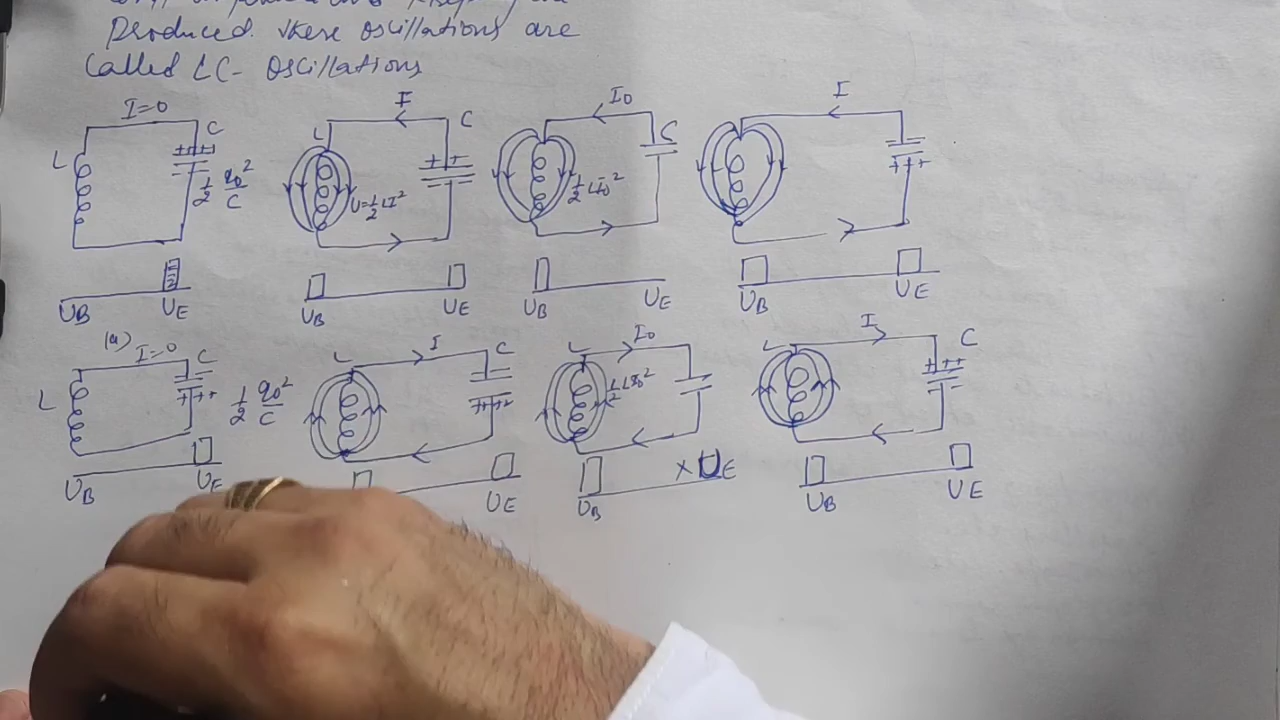 Produced. These oscillations are
Called LC- Oscillations
I=0
L
C
++++
1/2 q0²/C
UB
UE
I
L
C
++
U=1/2 LI²
UB
UE
I0
C
1/2 LI0²
UB
UE
I
+++
UB
UE
(a)
I=0
L
C
+++
1/2 q0²/C
UB
UE
I
L
C
UE
I0
L
UB
× UE
I
L
C
UB
UE